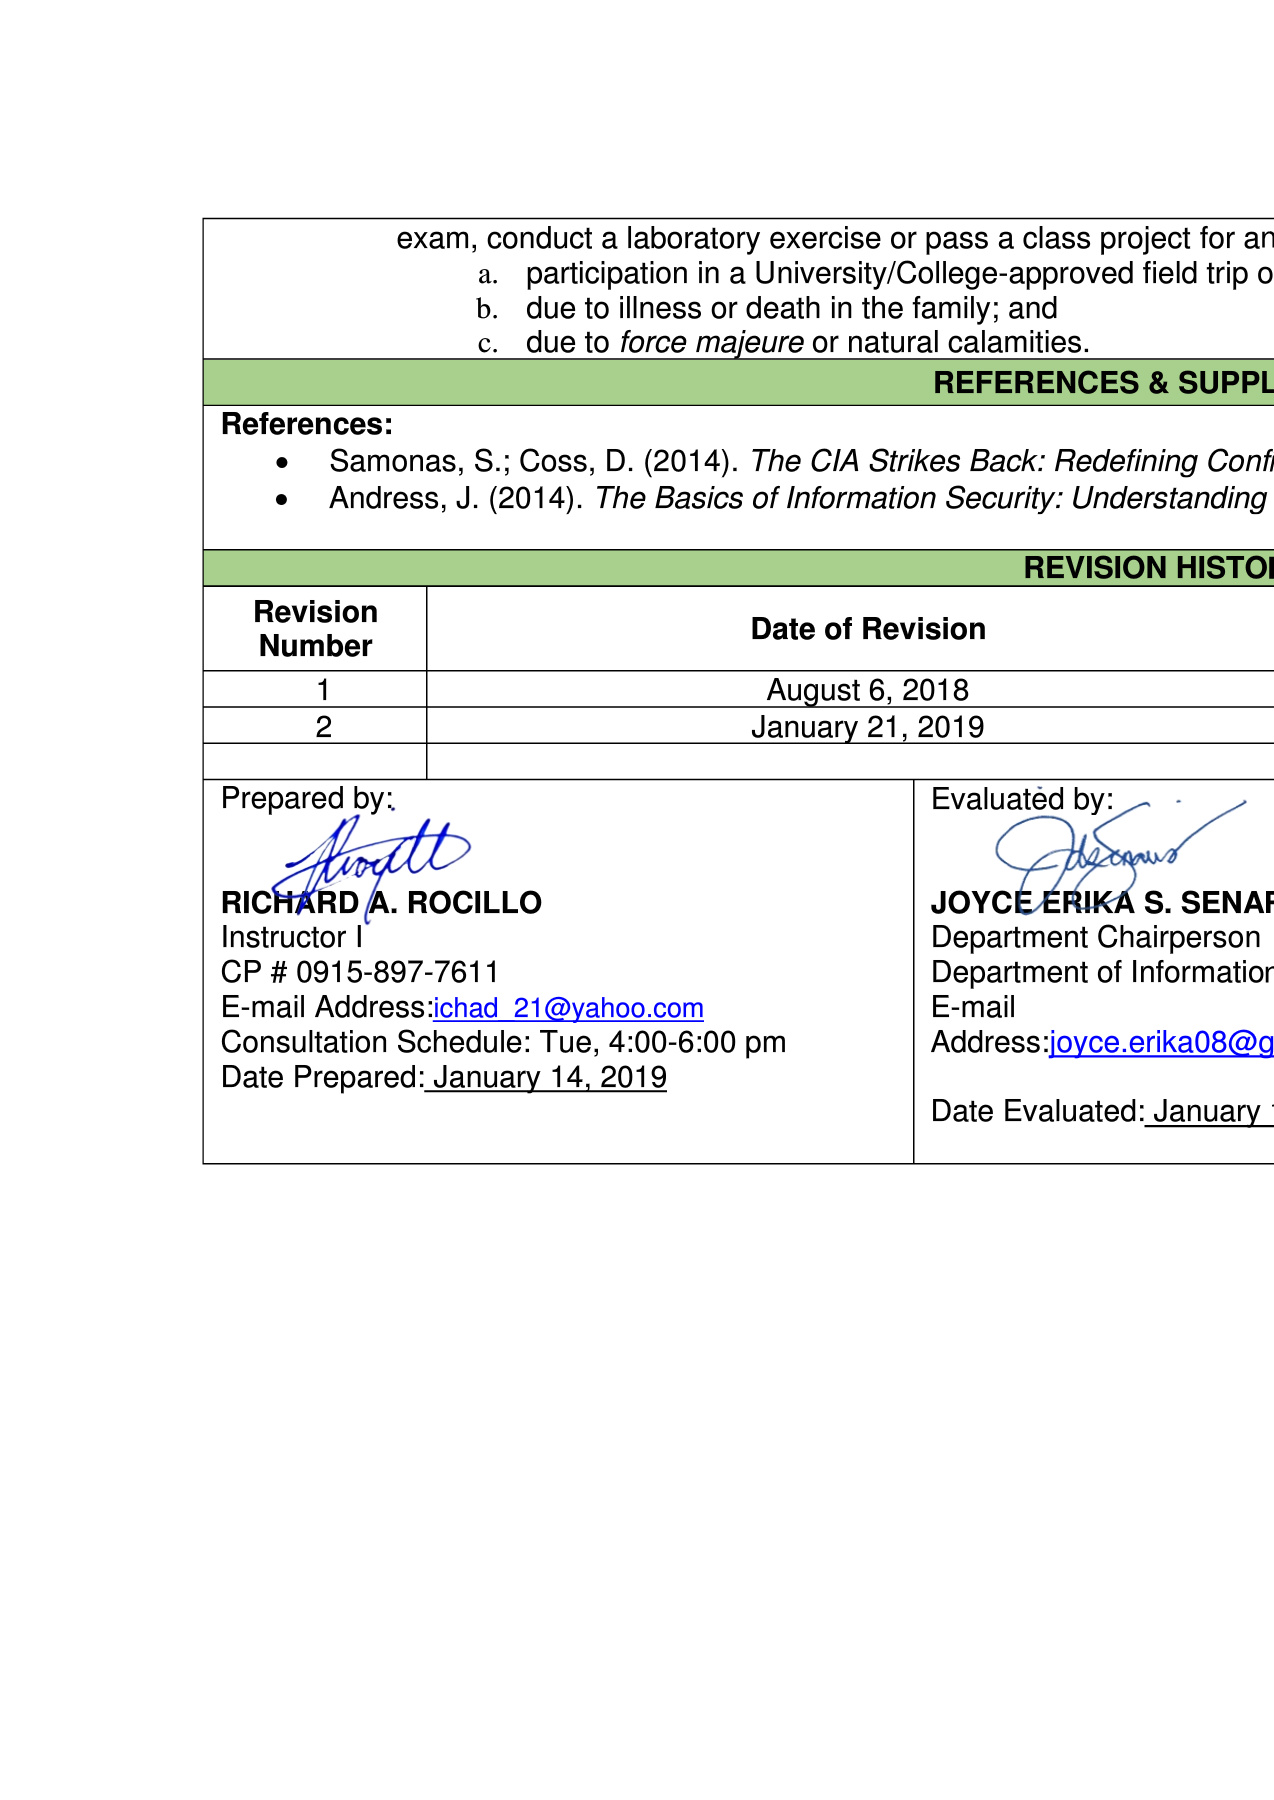 exam, conduct a laboratory exercise or pass a class project for an
a. participation in a University/College-approved field trip o
b. due to illness or death in the family; and
c. due to force majeure or natural calamities.
REFERENCES & SUPPL
References:
• Samonas, S.; Coss, D. (2014). The CIA Strikes Back: Redefining Confi
• Andress, J. (2014). The Basics of Information Security: Understanding
REVISION HISTO
Revision
Number
Date of Revision
1 August 6, 2018
2 January 21, 2019
Prepared by:
RICHARD A. ROCILLO
Instructor I
CP # 0915-897-7611
E-mail Address:ichad_21@yahoo.com
Consultation Schedule: Tue, 4:00-6:00 pm
Date Prepared: January 14, 2019
Evaluated by:
JOYCE ERIKA S. SENAR
Department Chairperson
Department of Information
E-mail
Address:joyce.erika08@g
Date Evaluated: January